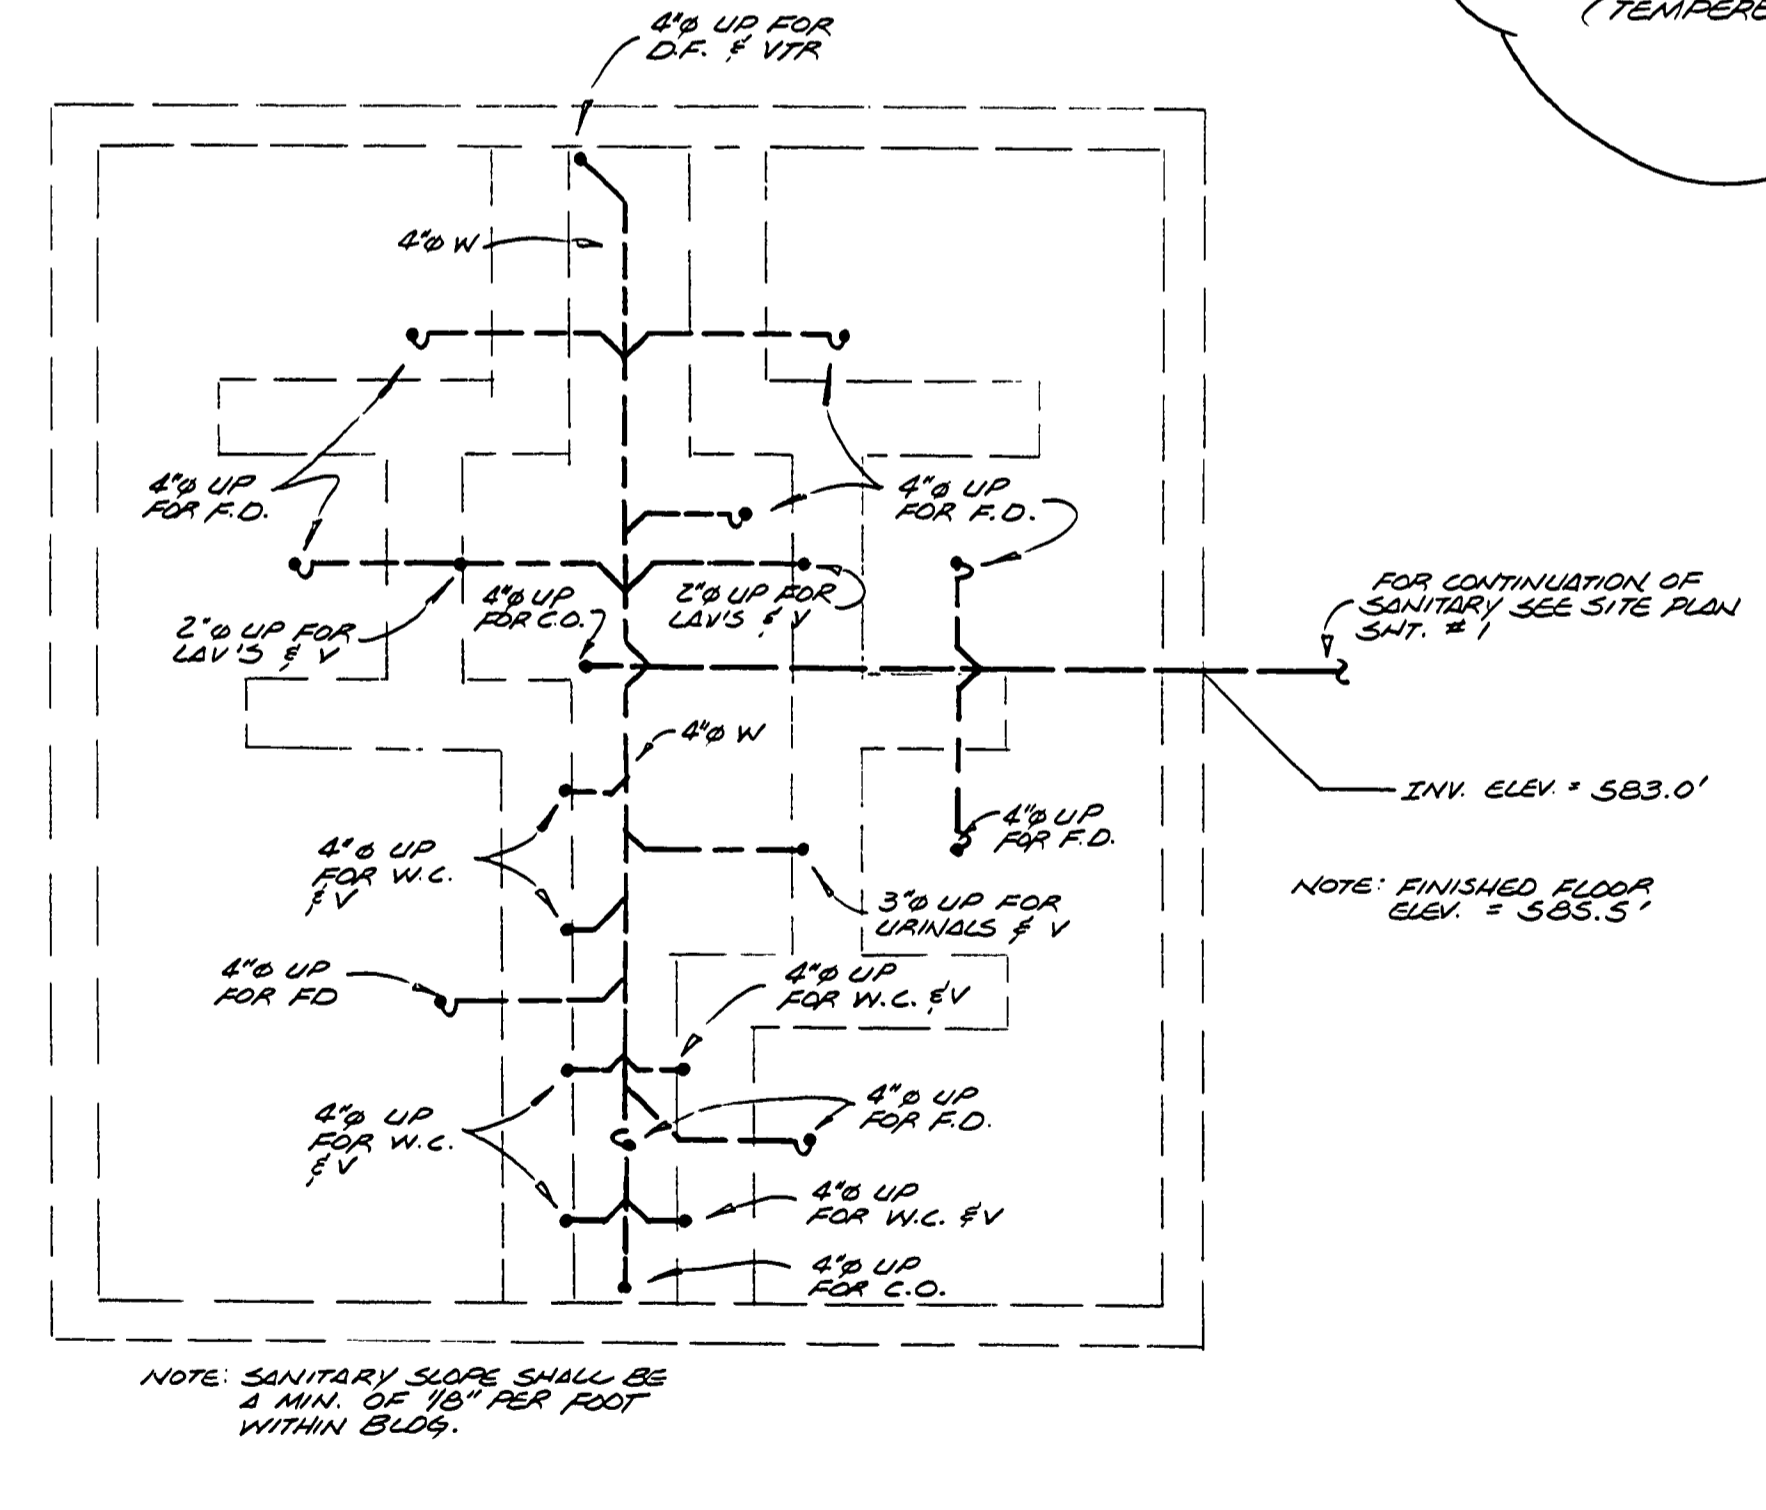 4"Ø UP FOR
D.F. & VTR
(TEMPERE
4"Ø W
4"Ø UP
FOR F.D.
4"Ø UP
FOR F.D.
2"Ø UP FOR
LAV'S & V
4"Ø UP
FOR C.O.
2"Ø UP FOR
LAV'S & V
FOR CONTINUATION OF
SANITARY SEE SITE PLAN
SHT. #1
4"Ø W
INV. ELEV. = 583.0'
4"Ø UP
FOR F.D.
4"Ø UP
FOR W.C.
& V
3"Ø UP FOR
URINALS & V
NOTE: FINISHED FLOOR
ELEV. = 585.5'
4"Ø UP
FOR FD
4"Ø UP
FOR W.C. & V
4"Ø UP
FOR W.C.
& V
4"Ø UP
FOR F.D.
4"Ø UP
FOR W.C. & V
4"Ø UP
FOR C.O.
NOTE: SANITARY SLOPE SHALL BE
A MIN. OF 1/8" PER FOOT
WITHIN BLDG.